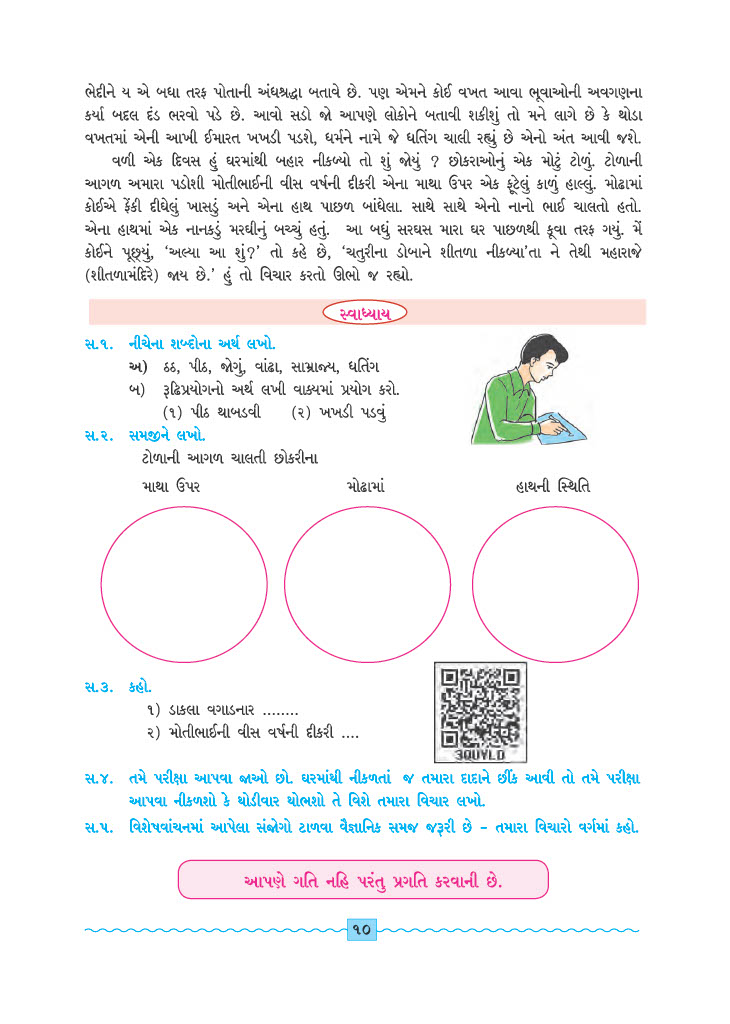 ભેદીને ય એ બધા તરફ પોતાની અંધશ્રદ્ધા બતાવે છે. પણ એમને કોઈ વખત આવા ભૂવાઓની અવગણના
કર્યા બદલ દંડ ભરવો પડે છે. આવો સડો જો આપણે લોકોને બતાવી શકીશું તો મને લાગે છે કે થોડા
વખતમાં એની આખી ઈમારત ખખડી પડશે, ધર્મને નામે જે ધતિંગ ચાલી રહ્યું છે એનો અંત આવી જશે.
વળી એક દિવસ હું ઘરમાંથી બહાર નીકળ્યો તો શું જોયું ? છોકરાઓનું એક મોટું ટોળું. ટોળાની
આગળ અમારા પડોશી મોતીભાઈની વીસ વર્ષની દીકરી એના માથા ઉપર એક ફૂટેલું કાળું હાલ્લું. મોઢામાં
કોઈએ ફેંકી દીધેલું ખાસડું અને એના હાથ પાછળ બાંધેલા. સાથે સાથે એનો નાનો ભાઈ ચાલતો હતો.
એના હાથમાં એક નાનકડું મરઘીનું બચ્ચું હતું. આ બધું સરઘસ મારા ઘર પાછળથી કૂવા તરફ ગયું. મેં
કોઈને પૂછ્યું, ‘અલ્યા આ શું?’ તો કહે છે, ‘ચતુરીના ડોબાને શીતળા નીકળ્યા’તા ને તેથી મહારાજે
(શીતળામંદિરે) જાય છે.’ હું તો વિચાર કરતો ઊભો જ રહ્યો.
સ્વાધ્યાય
સ.૧. નીચેના શબ્દોના અર્થ લખો.
અ) ઠઠ, પીઠ, જોગું, વાંઢા, સામ્રાજ્ય, ધતિંગ
બ) રૂઢિપ્રયોગનો અર્થ લખી વાક્યમાં પ્રયોગ કરો.
(૧) પીઠ થાબડવી (૨) ખખડી પડવું
સ.૨. સમજીને લખો.
ટોળાની આગળ ચાલતી છોકરીના
માથા ઉપર મોઢામાં હાથની સ્થિતિ
સ.૩. કહો.
૧) ડાકલા વગાડનાર ........
૨) મોતીભાઈની વીસ વર્ષની દીકરી ....
3QUYLD
સ.૪. તમે પરીક્ષા આપવા જાઓ છો. ઘરમાંથી નીકળતાં જ તમારા દાદાને છીંક આવી તો તમે પરીક્ષા
આપવા નીકળશો કે થોડીવાર થોભશો તે વિશે તમારા વિચાર લખો.
સ.૫. વિશેષવાંચનમાં આપેલા સંજોગો ટાળવા વૈજ્ઞાનિક સમજ જરૂરી છે – તમારા વિચારો વર્ગમાં કહો.
આપણે ગતિ નહિ પરંતુ પ્રગતિ કરવાની છે.
૧૦